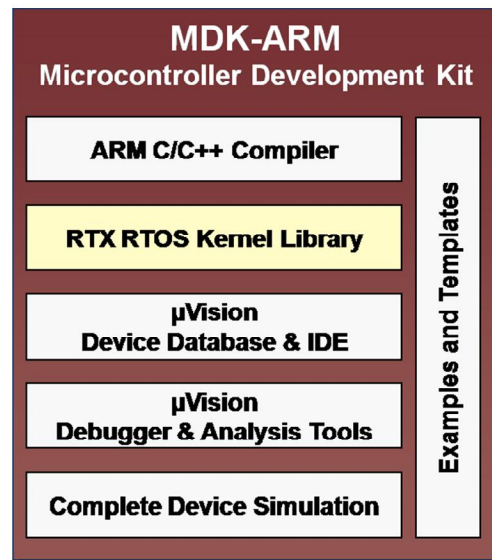 MDK-ARM
Microcontroller Development Kit
ARM C/C++ Compiler
RTX RTOS Kernel Library
µVision
Device Database & IDE
µVision
Debugger & Analysis Tools
Complete Device Simulation
Examples and Templates